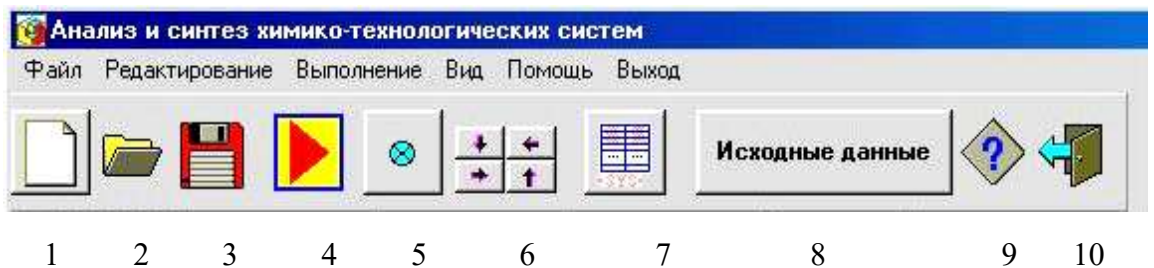 Анализ и синтез химико-технологических систем
Файл Редактирование Выполнение Вид Помощь Выход
-SYS- Исходные данные ?
1 2 3 4 5 6 7 8 9 10